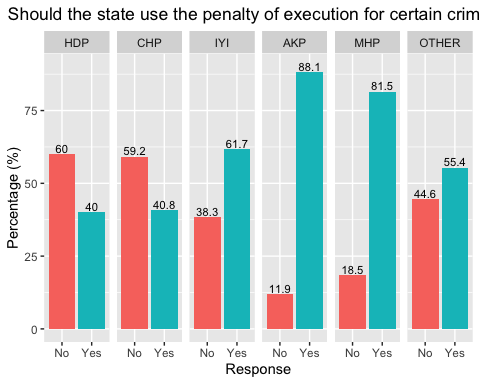 Should the state use the penalty of execution for certain crim
HDP CHP IYI AKP MHP OTHER
88.1
81.5
60 59.2 61.7
55.4
44.6
40 40.8 38.3
18.5
11.9
75
50
25
0
Percentage (%)
No Yes No Yes No Yes No Yes No Yes No Yes
Response